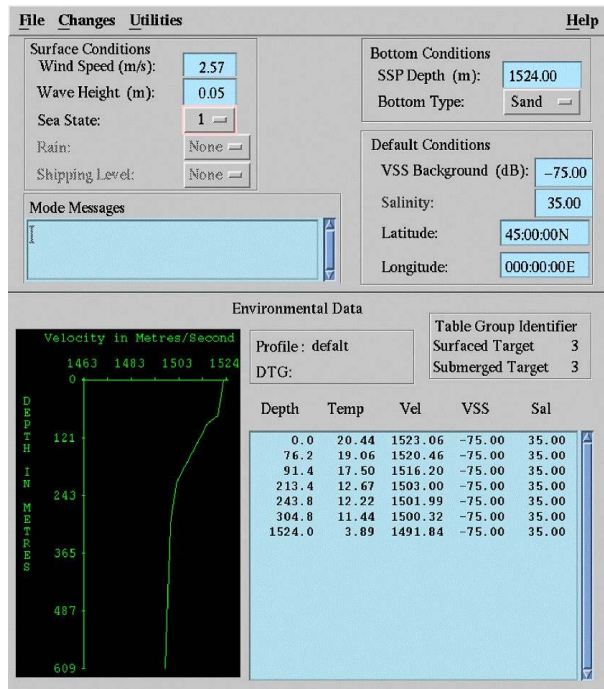 File Changes Utilities Help
Surface Conditions
Wind Speed (m/s): 2.57
Wave Height (m): 0.05
Sea State: 1
Rain: None
Shipping Level: None
Bottom Conditions
SSP Depth (m): 1524.00
Bottom Type: Sand
Default Conditions
VSS Background (dB): -75.00
Salinity: 35.00
Latitude: 45:00:00N
Longitude: 000:00:00E
Mode Messages
Environmental Data
Velocity in Metres/Second
1463 1483 1503 1524
0
121
243
365
487
609
DEPTH IN METRES
Profile: defalt
DTG:
Table Group Identifier
Surfaced Target 3
Submerged Target 3
Depth Temp Vel VSS Sal
0.0 20.44 1523.06 -75.00 35.00
76.2 19.06 1520.46 -75.00 35.00
91.4 17.50 1516.20 -75.00 35.00
213.4 12.67 1503.00 -75.00 35.00
243.8 12.22 1501.99 -75.00 35.00
304.8 11.44 1500.32 -75.00 35.00
1524.0 3.89 1491.84 -75.00 35.00